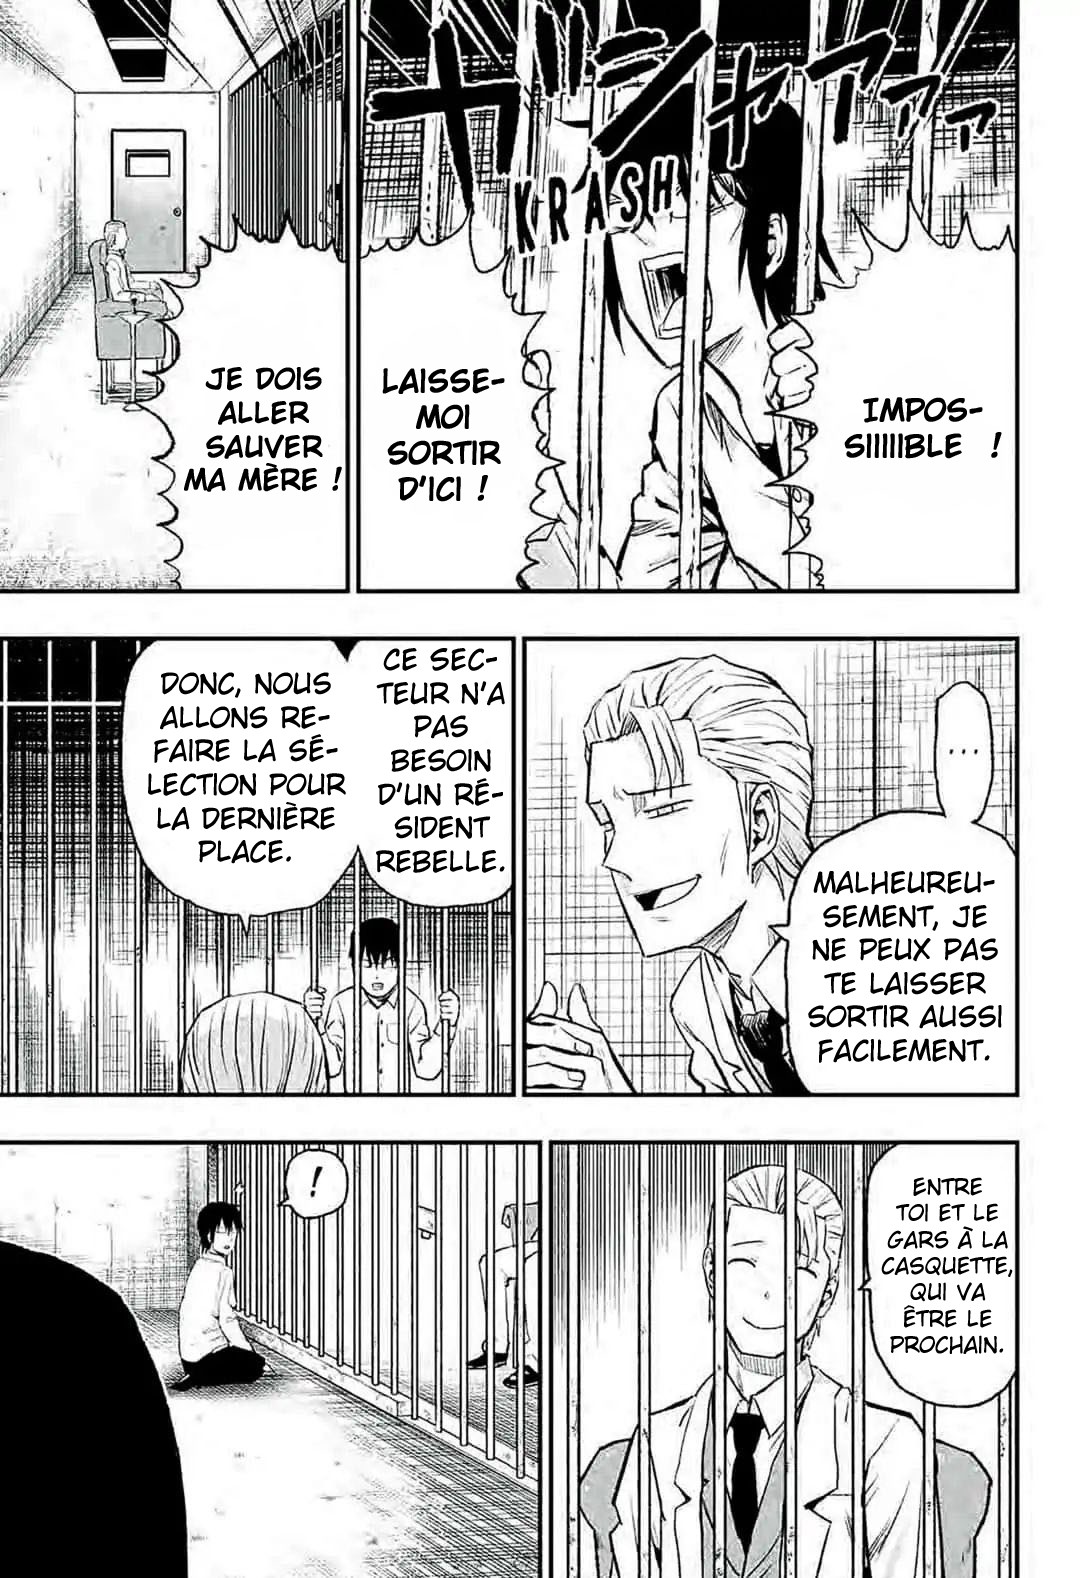 ガシャアアア
KRASH
IMPOS-
SIIIIIBLE !
LAISSE-
MOI
SORTIR
D'ICI !
JE DOIS
ALLER
SAUVER
MA MÈRE !
...
MALHEUREU-
SEMENT, JE
NE PEUX PAS
TE LAISSER
SORTIR AUSSI
FACILEMENT.
CE SEC-
TEUR N'A
PAS
BESOIN
D'UN RÉ-
SIDENT
REBELLE.
DONC, NOUS
ALLONS RE-
FAIRE LA SÉ-
LECTION POUR
LA DERNIÈRE
PLACE.
ENTRE
TOI ET LE
GARS À LA
CASQUETTE,
QUI VA
ÊTRE LE
PROCHAIN.
!